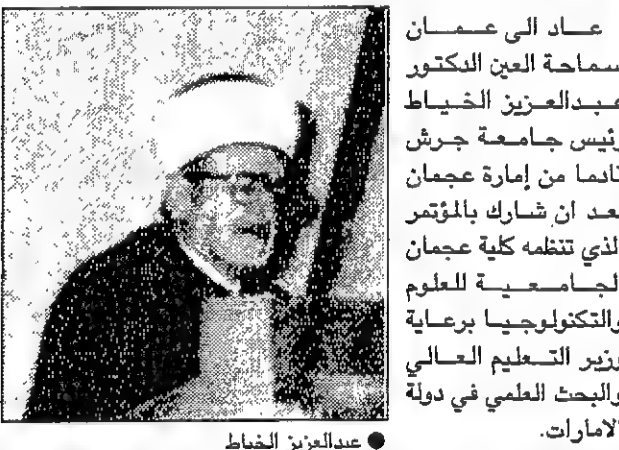 عاد الى عمان
سماحة العين الدكتور
عبدالعزيز الخياط
رئيس جامعة جرش
قادما من إمارة عجمان
بعد ان شارك بالمؤتمر
الذي تنظمه كلية عجمان
الجامعية للعلوم
والتكنولوجيا برعاية
وزير التعليم العالي
والبحث العلمي في دولة
الامارات.
● عبدالعزيز الخياط